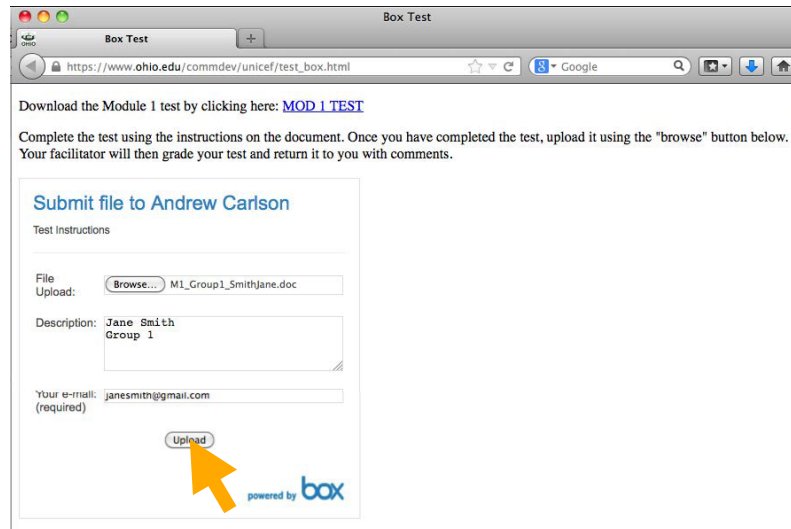 Box Test
OHIO
Box Test
https://www.ohio.edu/commdev/unicef/test_box.html
Google
Download the Module 1 test by clicking here: MOD 1 TEST
Complete the test using the instructions on the document. Once you have completed the test, upload it using the "browse" button below.
Your facilitator will then grade your test and return it to you with comments.
Submit file to Andrew Carlson
Test Instructions
File
Upload:
Browse... M1_Group1_SmithJane.doc
Description: Jane Smith
Group 1
Your e-mail: janesmith@gmail.com
(required)
Upload
powered by box